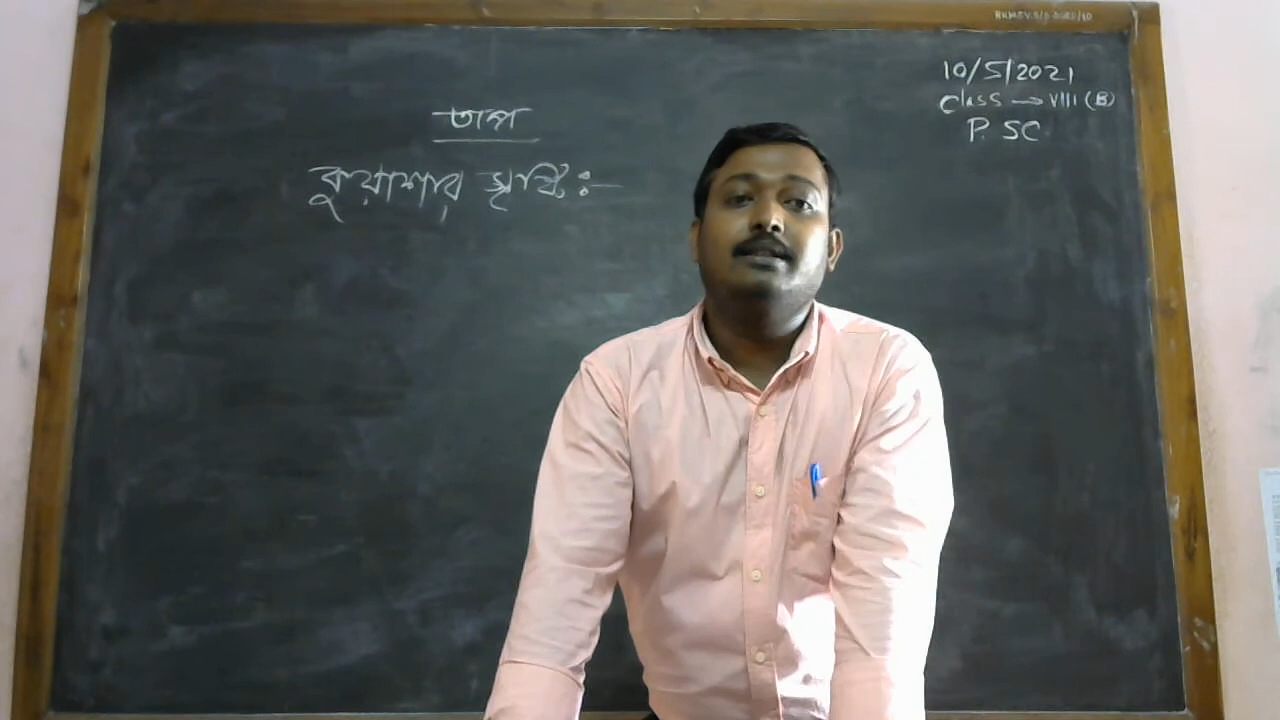 10/5/2021
Class → VIII (B)
P. SC
তাপ
কুয়াশার সৃষ্টি :-